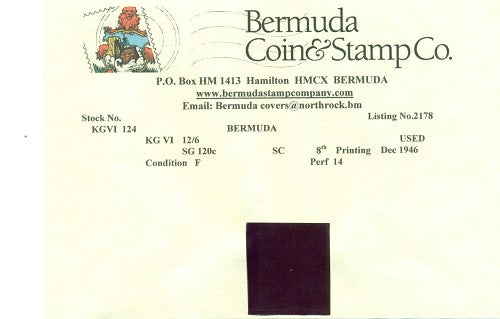 Bermuda
Coin&Stamp Co.
P.O. Box HM 1413 Hamilton HMCX BERMUDA
www.bermudastampcompany.com
Email: Bermuda covers@northrock.bm
Stock No. Listing No.2178
KGVI 124 BERMUDA
KG VI 12/6 USED
SG 120c SC 8th Printing Dec 1946
Condition F Perf 14